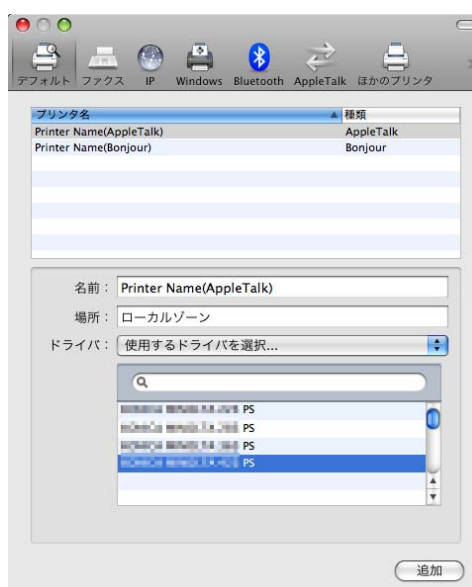 デフォルト ファクス IP Windows Bluetooth AppleTalk ほかのプリンタ
プリンタ名 種類
Printer Name(AppleTalk) AppleTalk
Printer Name(Bonjour) Bonjour
名前： Printer Name(AppleTalk)
場所： ローカルゾーン
ドライバ： 使用するドライバを選択...
PS
PS
PS
PS
追加